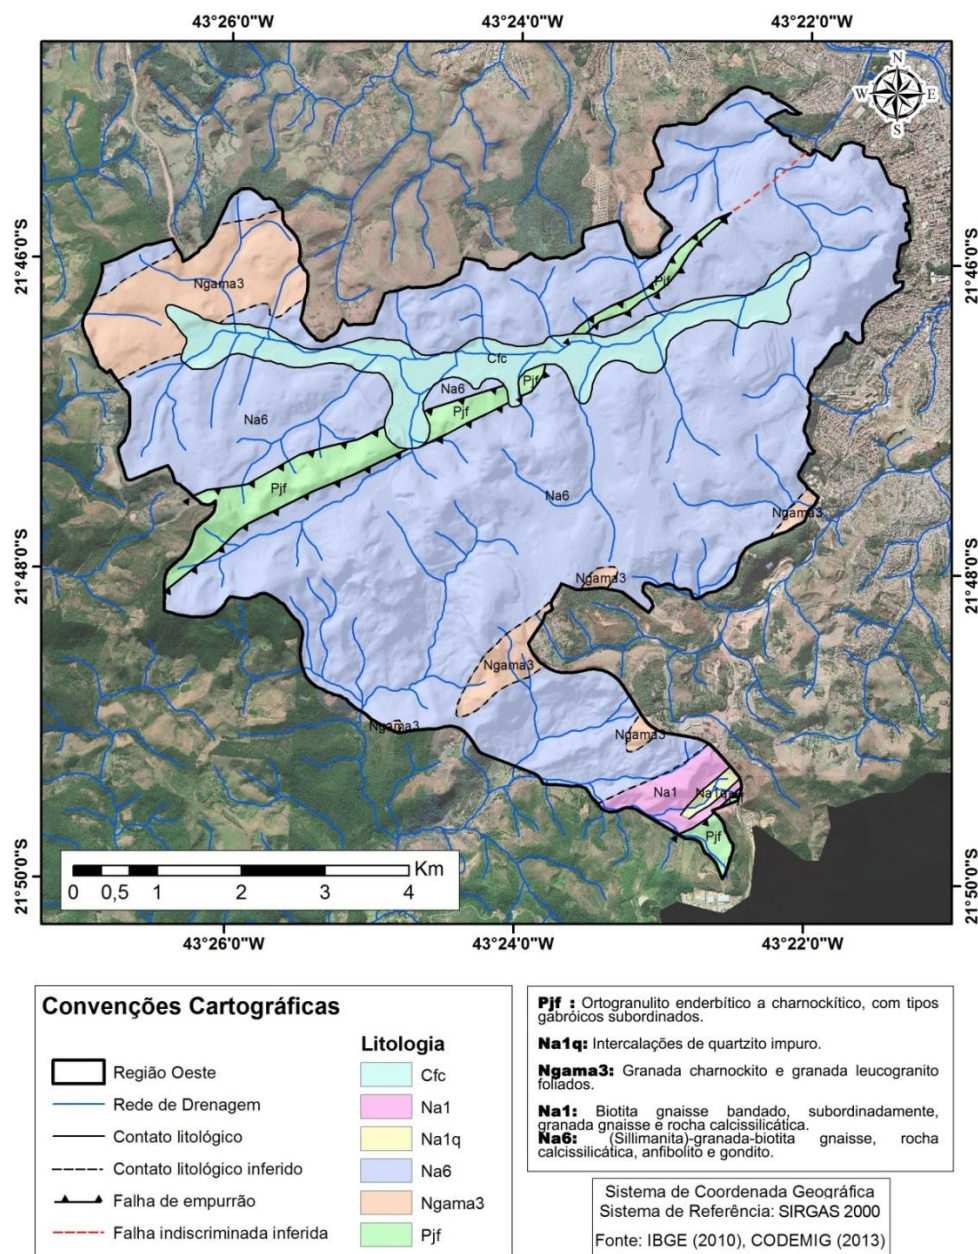 43°26'0"W
43°24'0"W
43°22'0"W
N
W
E
S
21°46'0"S
21°46'0"S
Ngama3
Pjf
Cfc
Pjf
Na6
Pjf
Na6
Pjf
Na6
Ngama3
21°48'0"S
21°48'0"S
Ngama3
Ngama3
Ngama3
Ngama3
Na1
Na1q
Pjf
21°50'0"S
21°50'0"S
0 0,5 1 2 3 4 Km
43°26'0"W
43°24'0"W
43°22'0"W
Convenções Cartográficas
Região Oeste
Rede de Drenagem
Contato litológico
Contato litológico inferido
Falha de empurrão
Falha indiscriminada inferida
Litologia
Cfc
Na1
Na1q
Na6
Ngama3
Pjf
Pjf : Ortogranulito enderbítico a charnockítico, com tipos
gabróicos subordinados.
Na1q: Intercalações de quartzito impuro.
Ngama3: Granada charnockito e granada leucogranito
foliados.
Na1: Biotita gnaisse bandado, subordinadamente,
granada gnaisse e rocha calcissilicática.
Na6: (Sillimanita)-granada-biotita gnaisse, rocha
calcissilicática, anfibolito e gondito.
Sistema de Coordenada Geográfica
Sistema de Referência: SIRGAS 2000
Fonte: IBGE (2010), CODEMIG (2013)